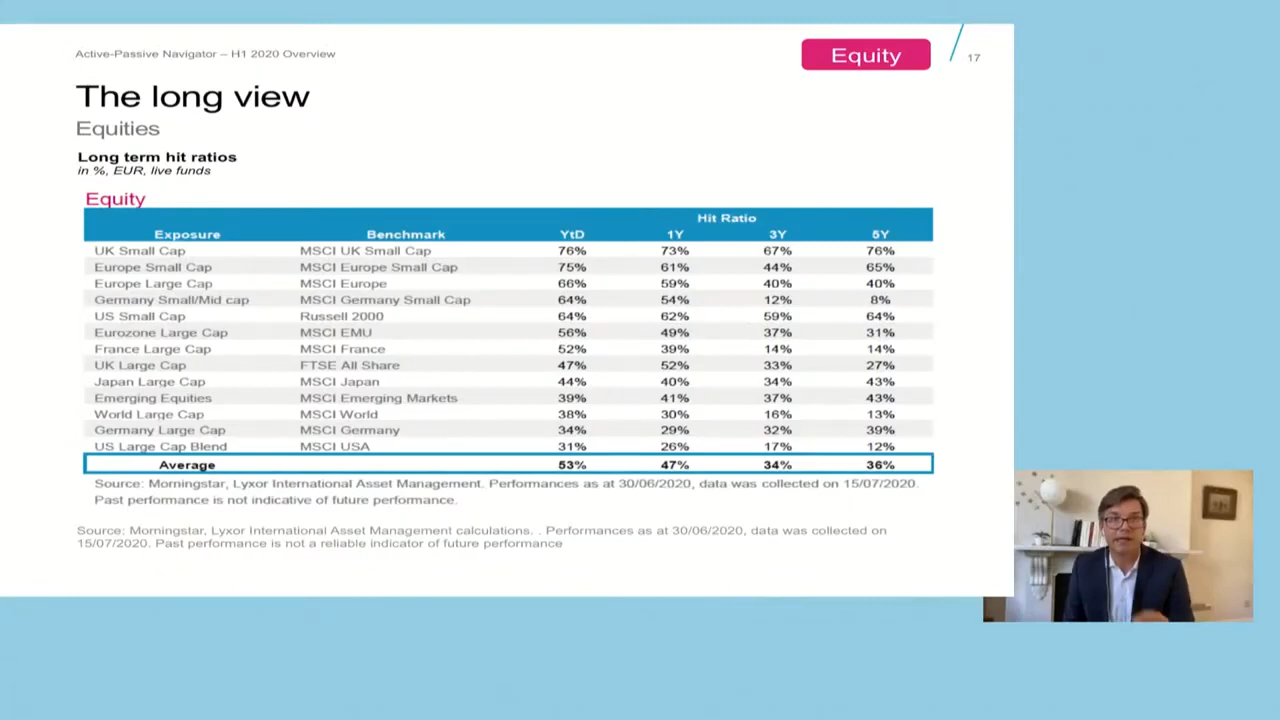 Active-Passive Navigator – H1 2020 Overview
Equity
17
The long view
Equities
Long term hit ratios
in %, EUR, live funds
Equity
Hit Ratio
Exposure Benchmark YtD 1Y 3Y 5Y
UK Small Cap MSCI UK Small Cap 76% 73% 67% 76%
Europe Small Cap MSCI Europe Small Cap 75% 61% 44% 65%
Europe Large Cap MSCI Europe 66% 59% 40% 40%
Germany Small/Mid cap MSCI Germany Small Cap 64% 54% 12% 8%
US Small Cap Russell 2000 64% 62% 59% 64%
Eurozone Large Cap MSCI EMU 56% 49% 37% 31%
France Large Cap MSCI France 52% 39% 14% 14%
UK Large Cap FTSE All Share 47% 52% 33% 27%
Japan Large Cap MSCI Japan 44% 40% 34% 43%
Emerging Equities MSCI Emerging Markets 39% 41% 37% 43%
World Large Cap MSCI World 38% 30% 16% 13%
Germany Large Cap MSCI Germany 34% 29% 32% 39%
US Large Cap Blend MSCI USA 31% 26% 17% 12%
Average 53% 47% 34% 36%
Source: Morningstar, Lyxor International Asset Management. Performances as at 30/06/2020, data was collected on 15/07/2020.
Past performance is not indicative of future performance.
Source: Morningstar, Lyxor International Asset Management calculations. . Performances as at 30/06/2020, data was collected on
15/07/2020. Past performance is not a reliable indicator of future performance